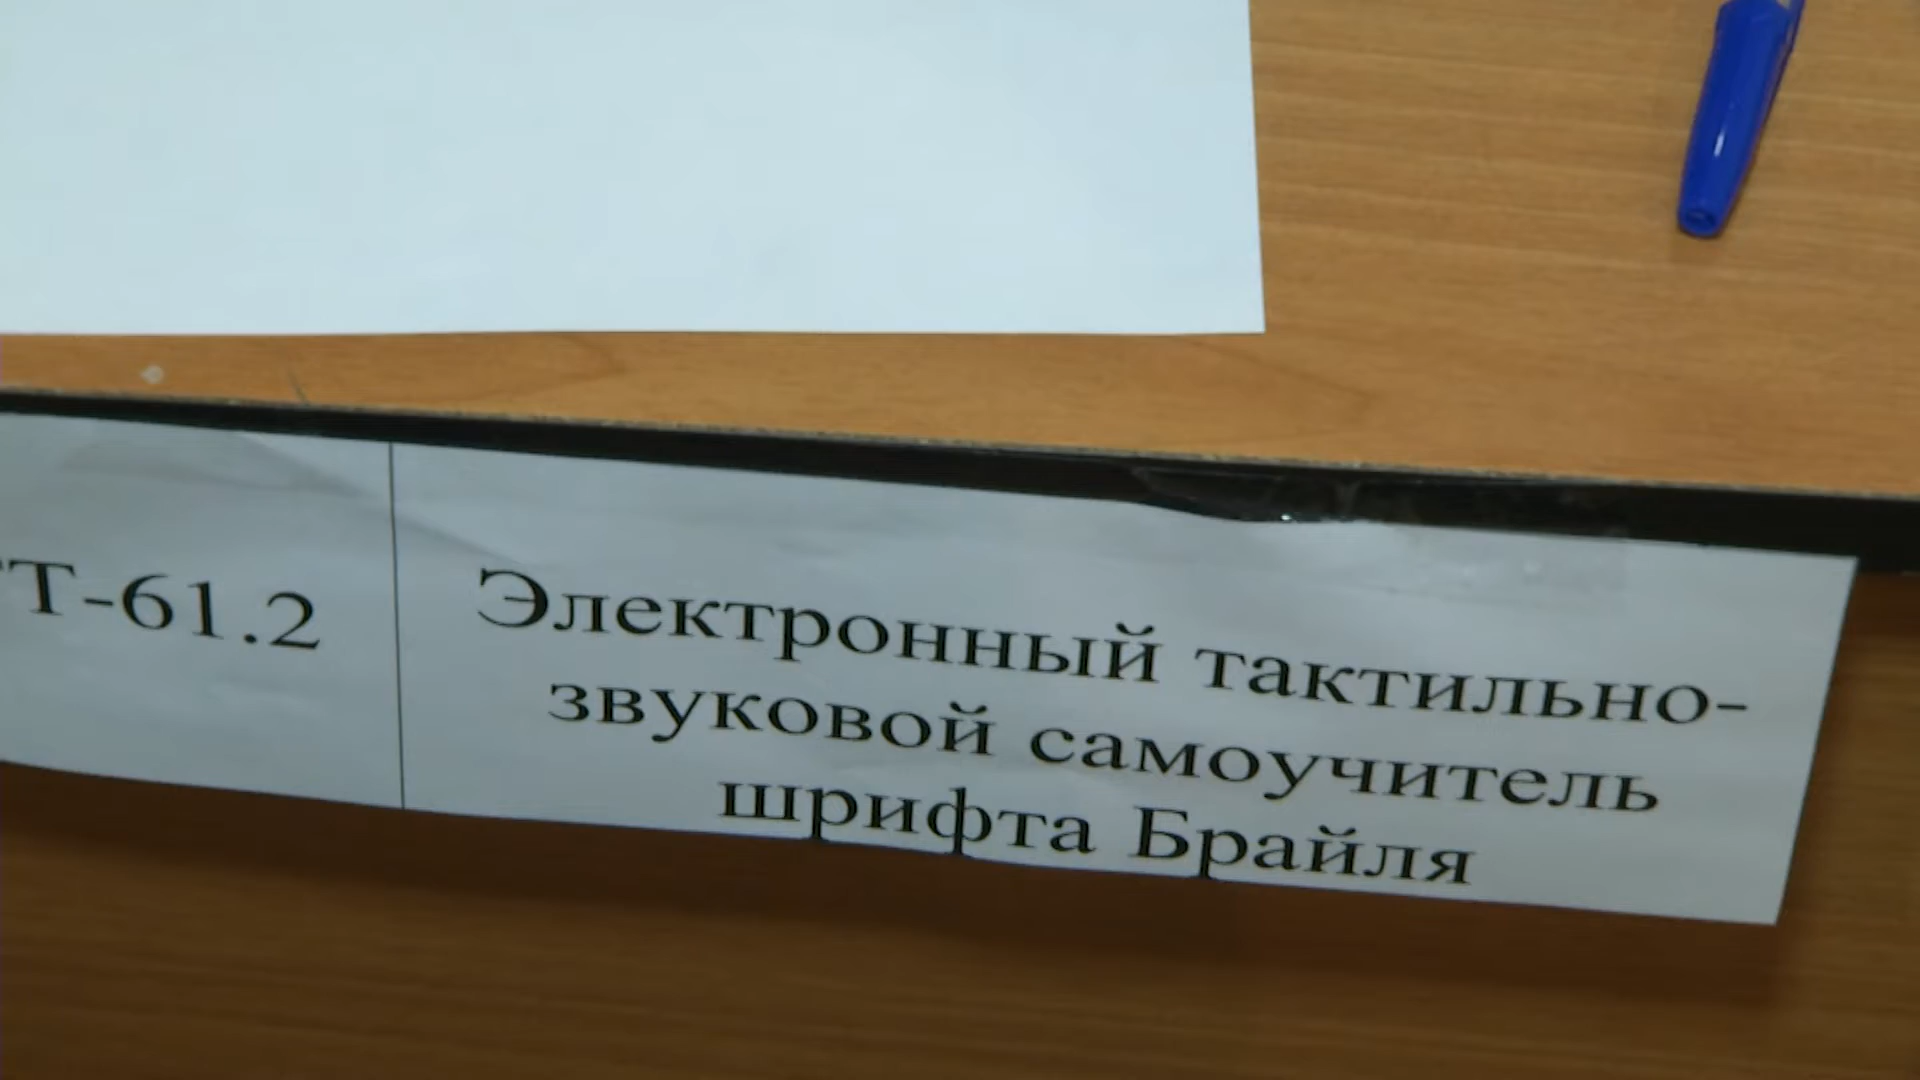 Т-61.2
Электронный тактильно-
звуковой самоучитель
шрифта Брайля